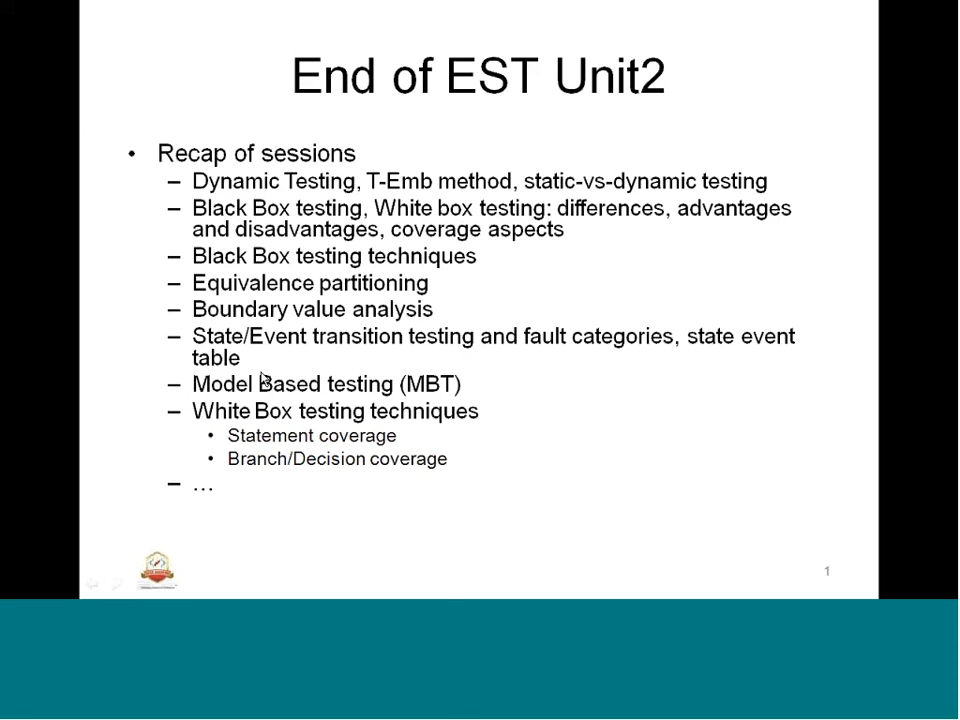 End of EST Unit2
• Recap of sessions
– Dynamic Testing, T-Emb method, static-vs-dynamic testing
– Black Box testing, White box testing: differences, advantages
and disadvantages, coverage aspects
– Black Box testing techniques
– Equivalence partitioning
– Boundary value analysis
– State/Event transition testing and fault categories, state event
table
– Model Based testing (MBT)
– White Box testing techniques
• Statement coverage
• Branch/Decision coverage
– …
1